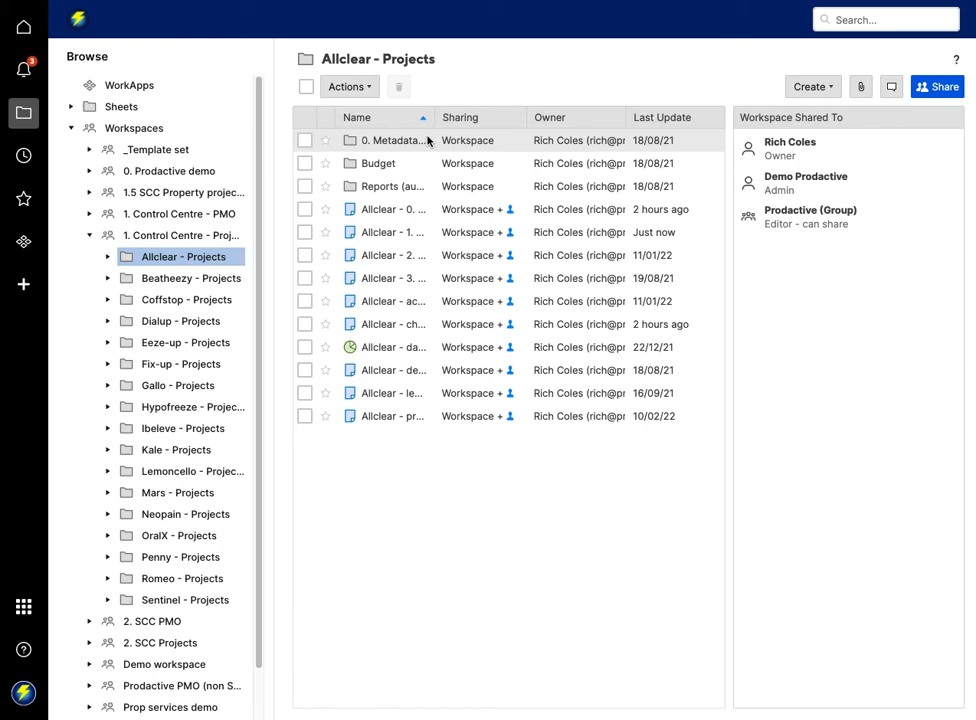 Search...
3
Browse
WorkApps
Sheets
Workspaces
_Template set
0. Prodactive demo
1.5 SCC Property projec...
1. Control Centre - PMO
1. Control Centre - Proj...
Allclear - Projects
Beatheezy - Projects
Coffstop - Projects
Dialup - Projects
Eeze-up - Projects
Fix-up - Projects
Gallo - Projects
Hypofreeze - Projec...
Ibeleve - Projects
Kale - Projects
Lemoncello - Projec...
Mars - Projects
Neopain - Projects
OralX - Projects
Penny - Projects
Romeo - Projects
Sentinel - Projects
2. SCC PMO
2. SCC Projects
Demo workspace
Prodactive PMO (non S...
Prop services demo
Allclear - Projects
?
Actions
Create
Share
Name Sharing Owner Last Update
0. Metadata... Workspace Rich Coles (rich@pr 18/08/21
Budget Workspace Rich Coles (rich@pr 18/08/21
Reports (au... Workspace Rich Coles (rich@pr 18/08/21
Allclear - 0. ... Workspace + Rich Coles (rich@pr 2 hours ago
Allclear - 1. ... Workspace + Rich Coles (rich@pr Just now
Allclear - 2. ... Workspace + Rich Coles (rich@pr 11/01/22
Allclear - 3. ... Workspace + Rich Coles (rich@pr 19/08/21
Allclear - ac... Workspace + Rich Coles (rich@pr 11/01/22
Allclear - ch... Workspace + Rich Coles (rich@pr 2 hours ago
Allclear - da... Workspace + Rich Coles (rich@pr 22/12/21
Allclear - de... Workspace + Rich Coles (rich@pr 18/08/21
Allclear - le... Workspace + Rich Coles (rich@pr 16/09/21
Allclear - pr... Workspace + Rich Coles (rich@pr 10/02/22
Workspace Shared To
Rich Coles
Owner
Demo Prodactive
Admin
Prodactive (Group)
Editor - can share